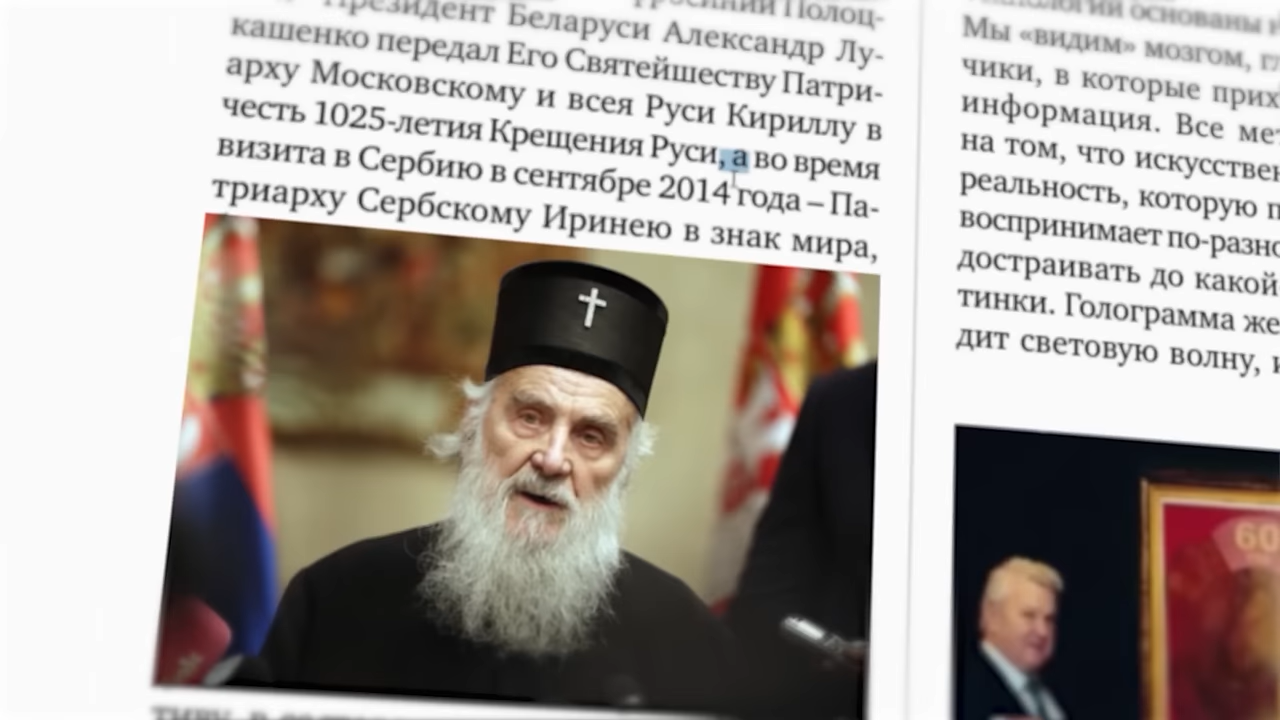 Президент Беларуси Александр Лу-
кашенко передал Его Святейшеству Патри-
арху Московскому и всея Руси Кириллу в
честь 1025-летия Крещения Руси, а во время
визита в Сербию в сентябре 2014 года – Па-
триарху Сербскому Иринею в знак мира,
основаны
Мы «видим» мозгом,
чики, в которые
информация. Все
на том, что
реальность, которую
воспринимает по-разно
достраивать до какой
тинки. Голограмма же
дит световую волну,
60